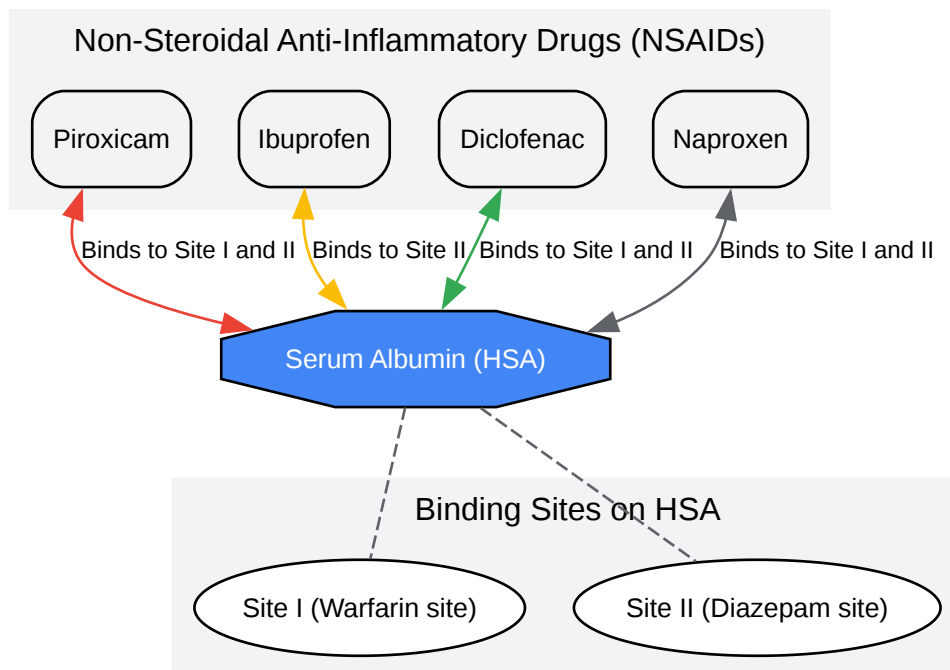 Non-Steroidal Anti-Inflammatory Drugs (NSAIDs)
Piroxicam
Ibuprofen
Diclofenac
Naproxen
Binds to Site I and II
Binds to Site II
Binds to Site I and II
Binds to Site I and II
Serum Albumin (HSA)
Binding Sites on HSA
Site I (Warfarin site)
Site II (Diazepam site)